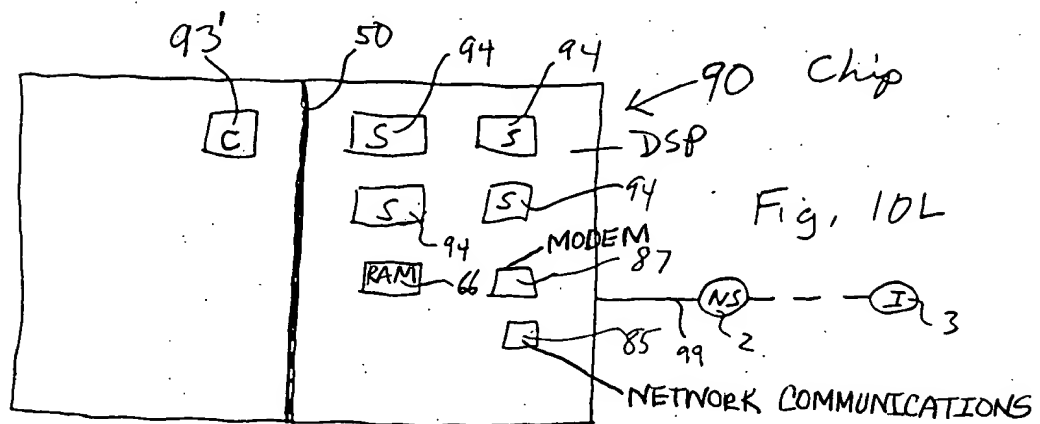 93'
50
94
94
90 Chip
C
S
S
DSP
S
S
94
Fig. 10L
94
MODEM
RAM
66
87
NS
I
85
99
2
3
NETWORK COMMUNICATIONS